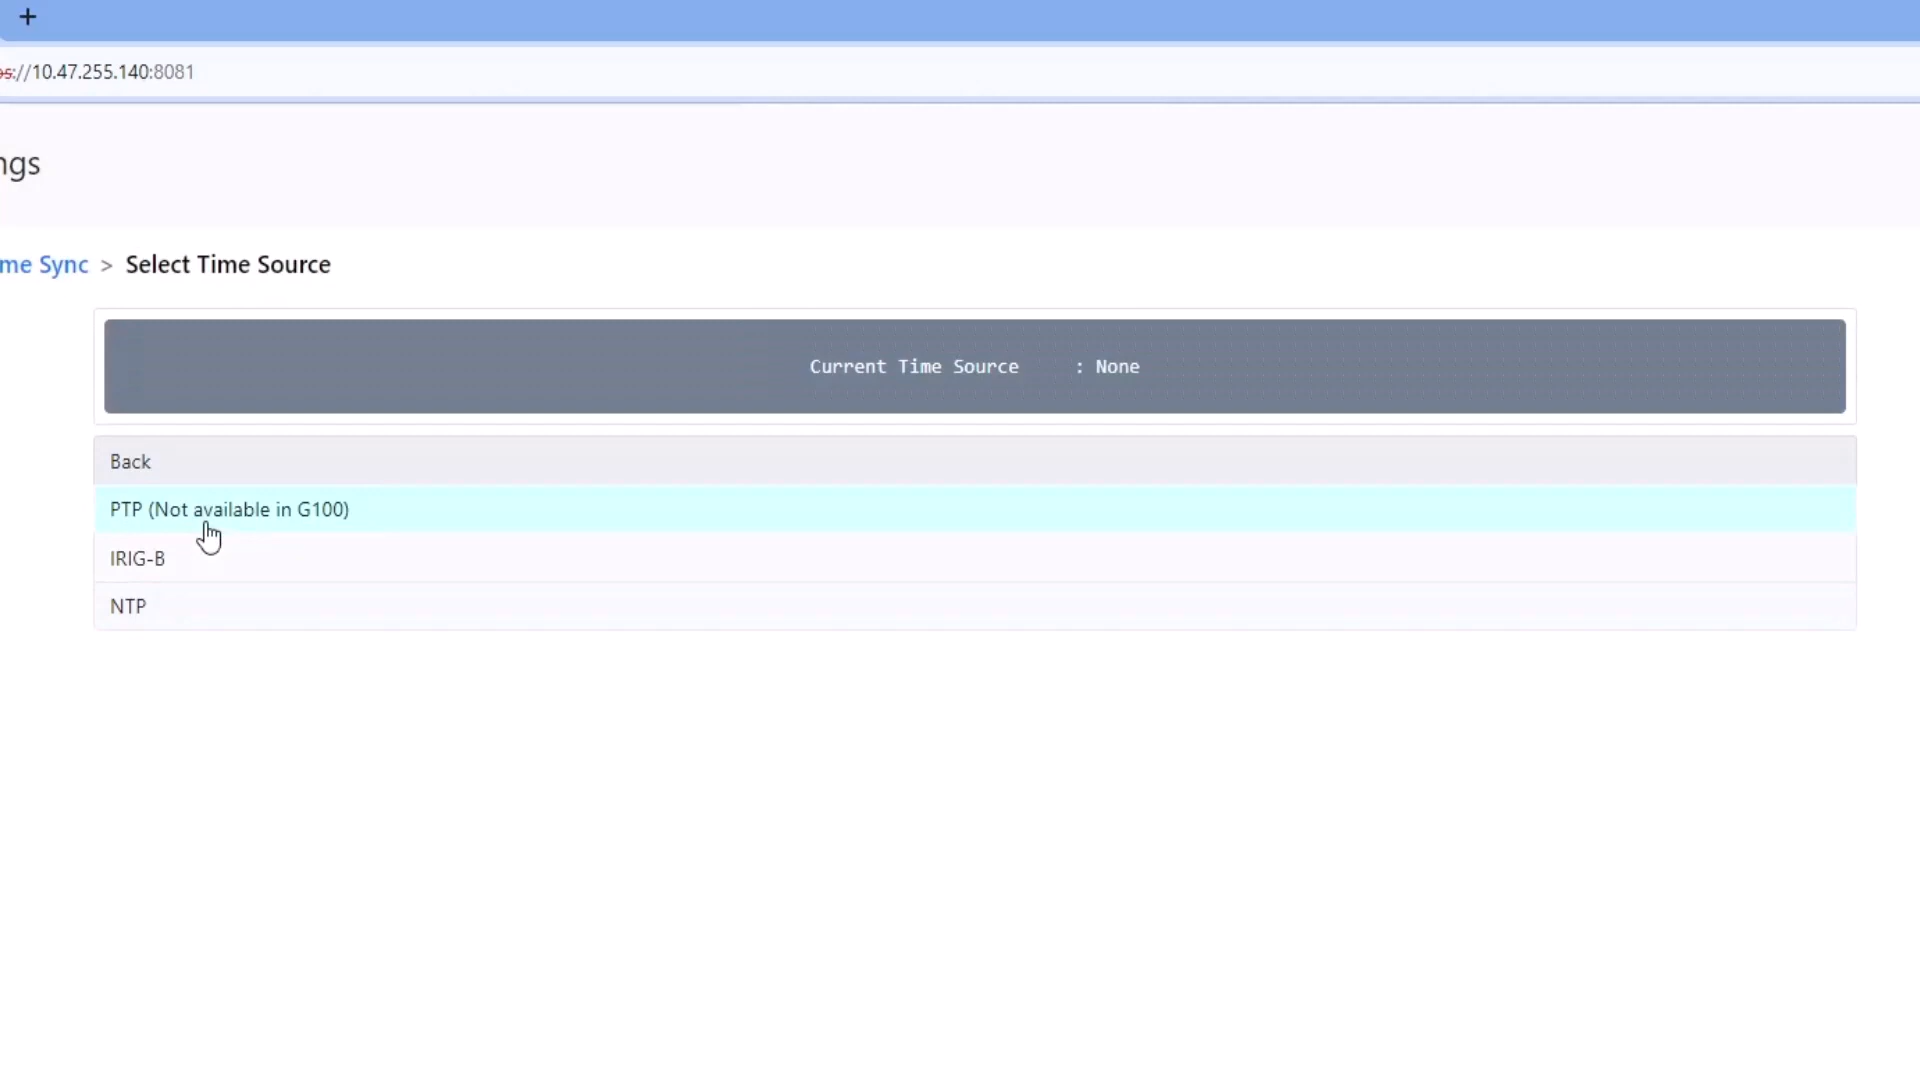 +
://10.47.255.140:8081
ngs
me Sync > Select Time Source
Current Time Source : None
Back
PTP (Not available in G100)
IRIG-B
NTP